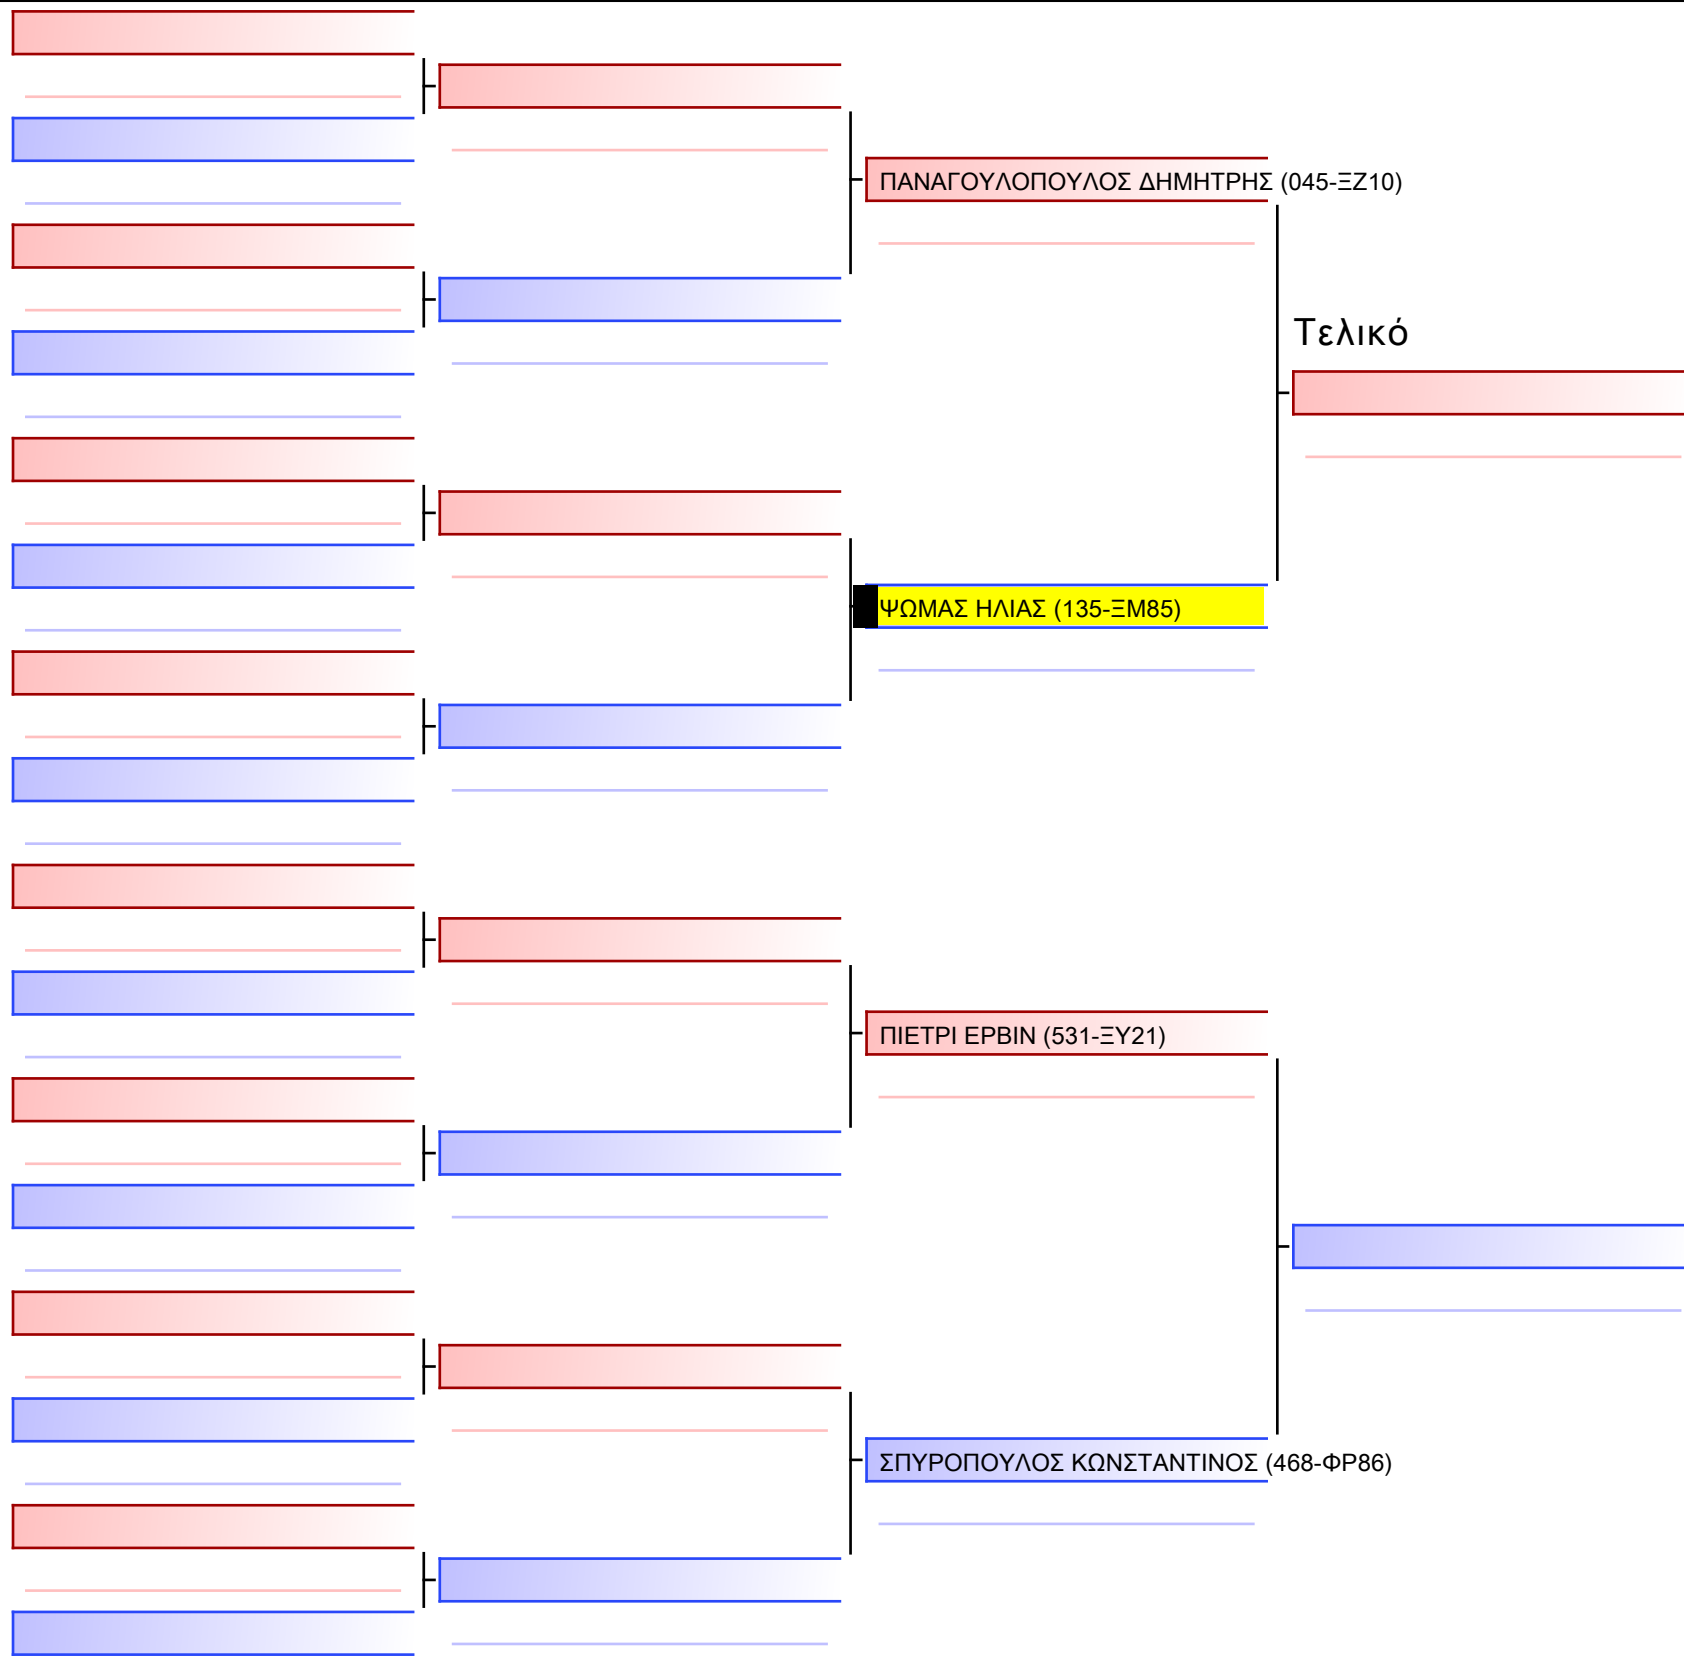 ΠΑΝΑΓΟΥΛΟΠΟΥΛΟΣ ΔΗΜΗΤΡΗΣ (045-ΞΖ10)
Τελικό
ΨΩΜΑΣ ΗΛΙΑΣ (135-ΞΜ85)
ΠΙΕΤΡΙ ΕΡΒΙΝ (531-ΞΥ21)
ΣΠΥΡΟΠΟΥΛΟΣ ΚΩΝΣΤΑΝΤΙΝΟΣ (468-ΦΡ86)